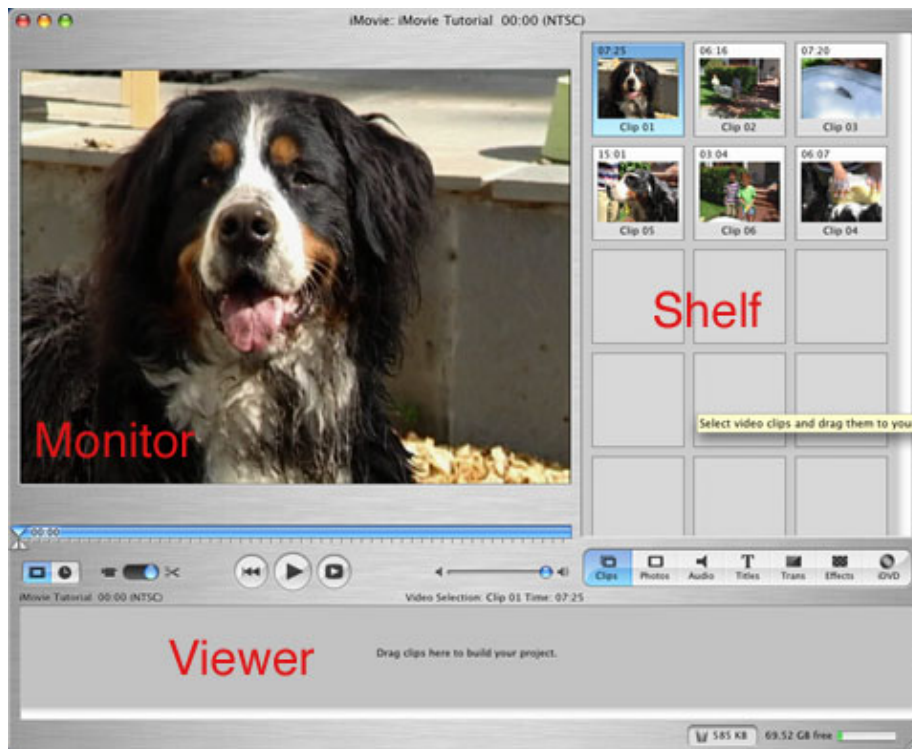 iMovie: iMovie Tutorial 00:00 (NTSC)
07:25 06:16 07:20
Clip 01 Clip 02 Clip 03
15:01 03:04 06:07
Clip 05 Clip 06 Clip 04
Shelf
Select video clips and drag them to you
Monitor
00:00
Clips Photos Audio Titles Trans Effects iDVD
iMovie Tutorial 00:00 (NTSC) Video Selection: Clip 01 Time: 07:25
Viewer
Drag clips here to build your project.
585 KB 69.52 GB free